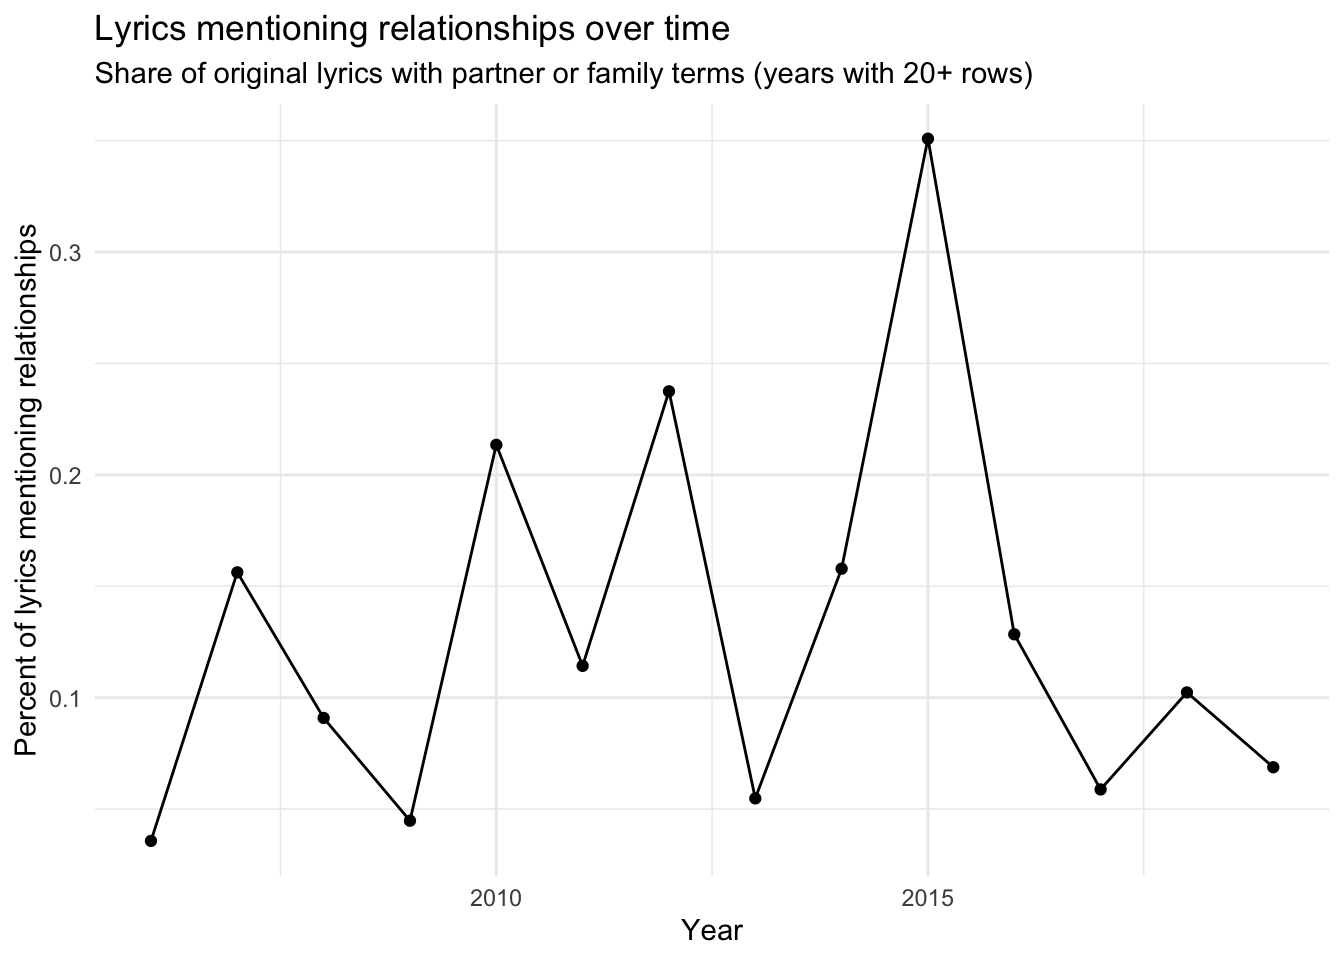 Lyrics mentioning relationships over time
Share of original lyrics with partner or family terms (years with 20+ rows)
Percent of lyrics mentioning relationships
0.3
0.2
0.1
2010
2015
Year